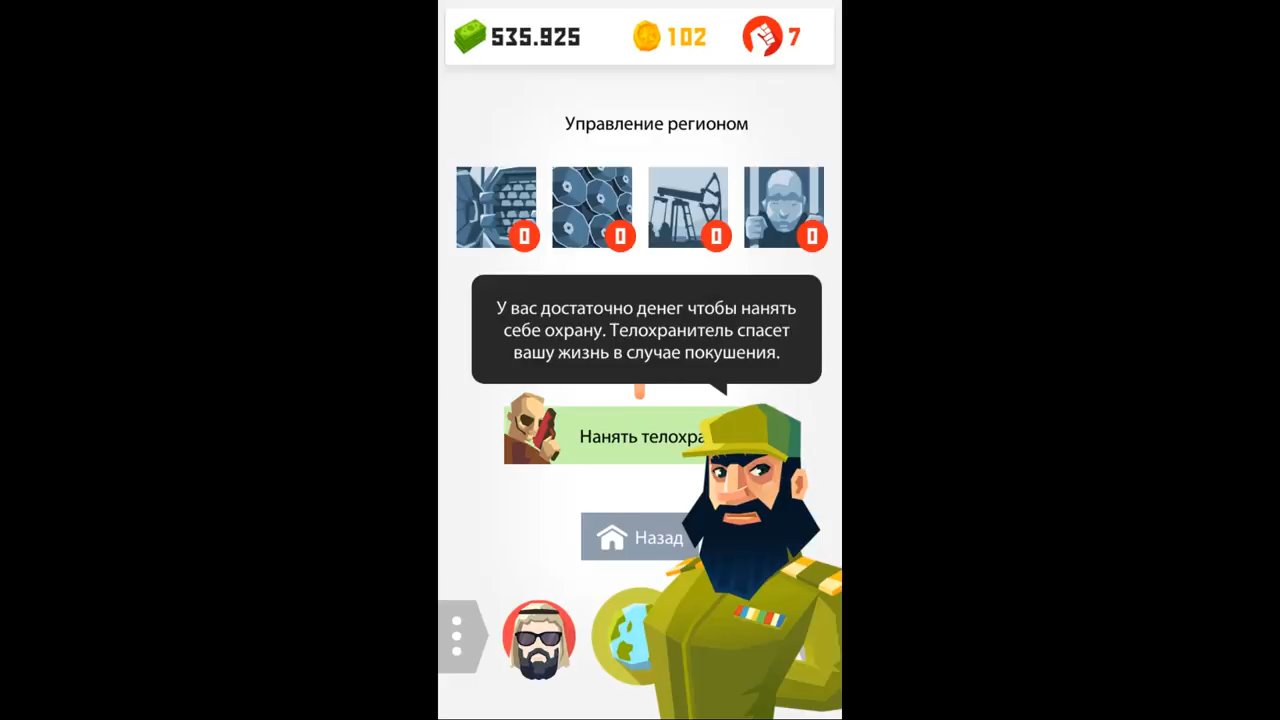 535.925
102
7
Управление регионом
0
0
0
0
У вас достаточно денег чтобы нанять
себе охрану. Телохранитель спасет
вашу жизнь в случае покушения.
Нанять телохра
Назад